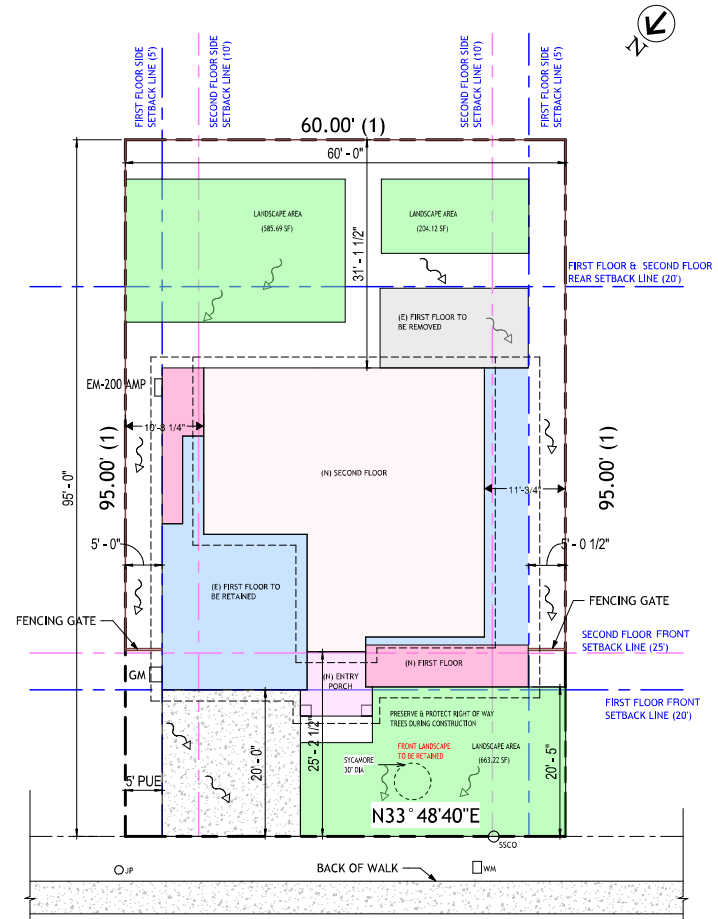 N
FIRST FLOOR SIDE
SETBACK LINE (5')
SECOND FLOOR SIDE
SETBACK LINE (10')
SECOND FLOOR SIDE
SETBACK LINE (10')
FIRST FLOOR SIDE
SETBACK LINE (5')
60.00' (1)
60' - 0"
LANDSCAPE AREA
(585.69 SF)
LANDSCAPE AREA
(204.12 SF)
31' - 1 1/2"
FIRST FLOOR & SECOND FLOOR
REAR SETBACK LINE (20')
(E) FIRST FLOOR TO
BE REMOVED
EM-200 AMP
10'-8 1/4"
95.00' (1)
95' - 0"
(N) SECOND FLOOR
95.00' (1)
11'-3/4"
5' - 0"
5' - 0 1/2"
(E) FIRST FLOOR TO
BE RETAINED
FENCING GATE
FENCING GATE
SECOND FLOOR FRONT
SETBACK LINE (25')
(N) FIRST FLOOR
GM
(N) ENTRY
PORCH
FIRST FLOOR FRONT
SETBACK LINE (20')
PRESERVE & PROTECT RIGHT OF WAY
TREES DURING CONSTRUCTION
FRONT LANDSCAPE
TO BE RETAINED
LANDSCAPE AREA
(663.22 SF)
SYCAMORE
30" DIA
20' - 0"
25' - 2 1/2"
20' - 5"
5' PUE
N33°48'40"E
SSCO
JP
BACK OF WALK
WM